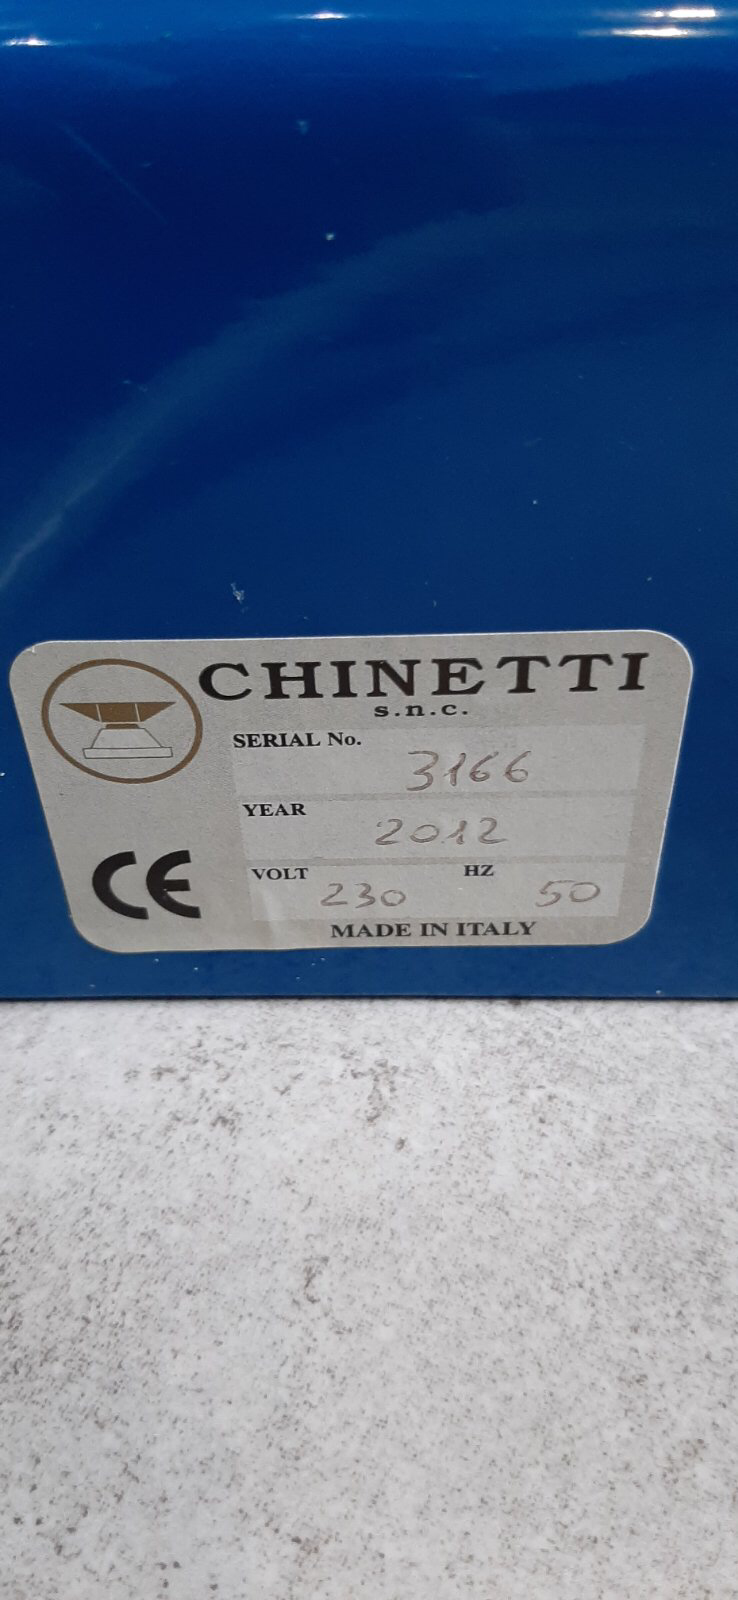 CHINETTI
s.n.c.
SERIAL No. 3166
YEAR 2012
VOLT 230 HZ 50
CE
MADE IN ITALY